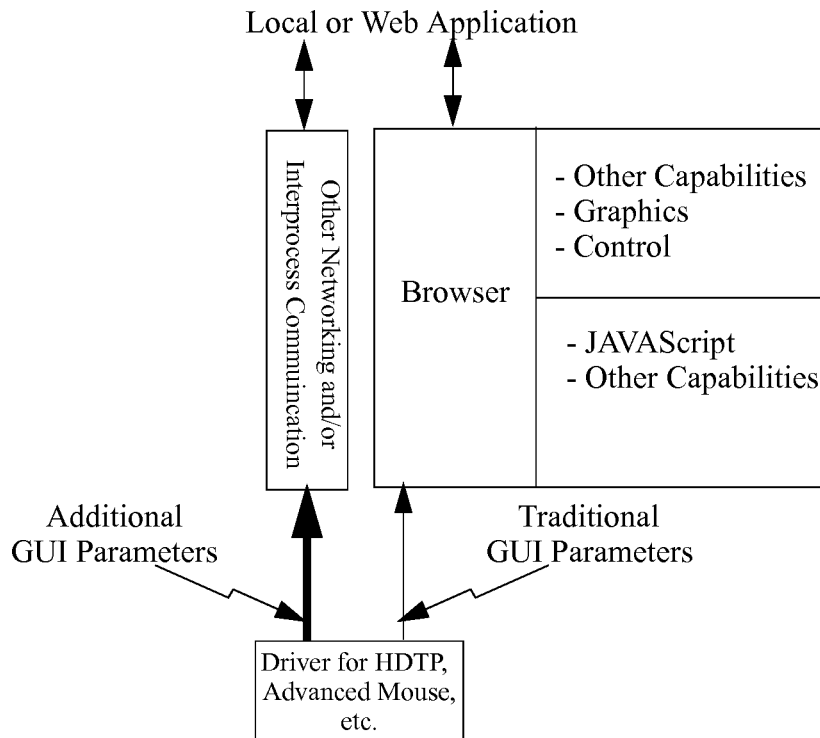 Local or Web Application
Other Networking and/or
Interprocess Commuincation
Browser
- Other Capabilities
- Graphics
- Control
- JAVAScript
- Other Capabilities
Additional
GUI Parameters
Traditional
GUI Parameters
Driver for HDTP,
Advanced Mouse,
etc.